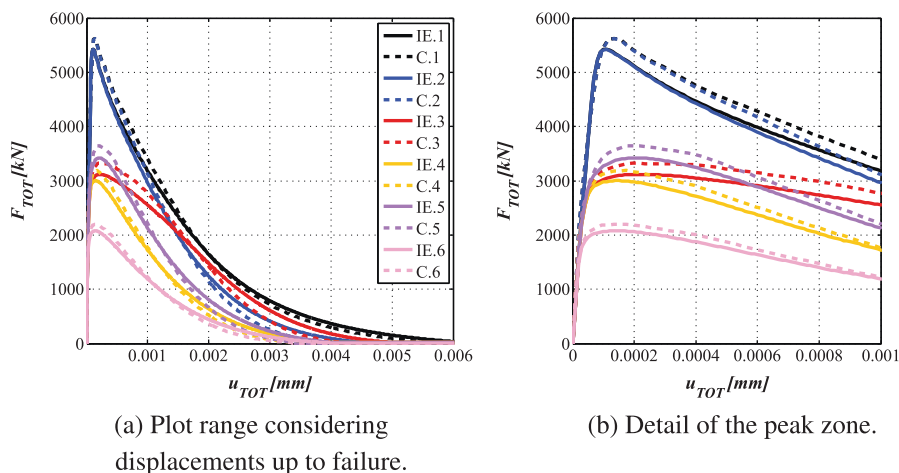 6000
5000
4000
3000
2000
1000
0
F_TOT [kN]
0.001 0.002 0.003 0.004 0.005 0.006
u_TOT [mm]
IE.1
C.1
IE.2
C.2
IE.3
C.3
IE.4
C.4
IE.5
C.5
IE.6
C.6
(a) Plot range considering
displacements up to failure.
6000
5000
4000
3000
2000
1000
0
F_TOT [kN]
0 0.0002 0.0004 0.0006 0.0008 0.001
u_TOT [mm]
(b) Detail of the peak zone.